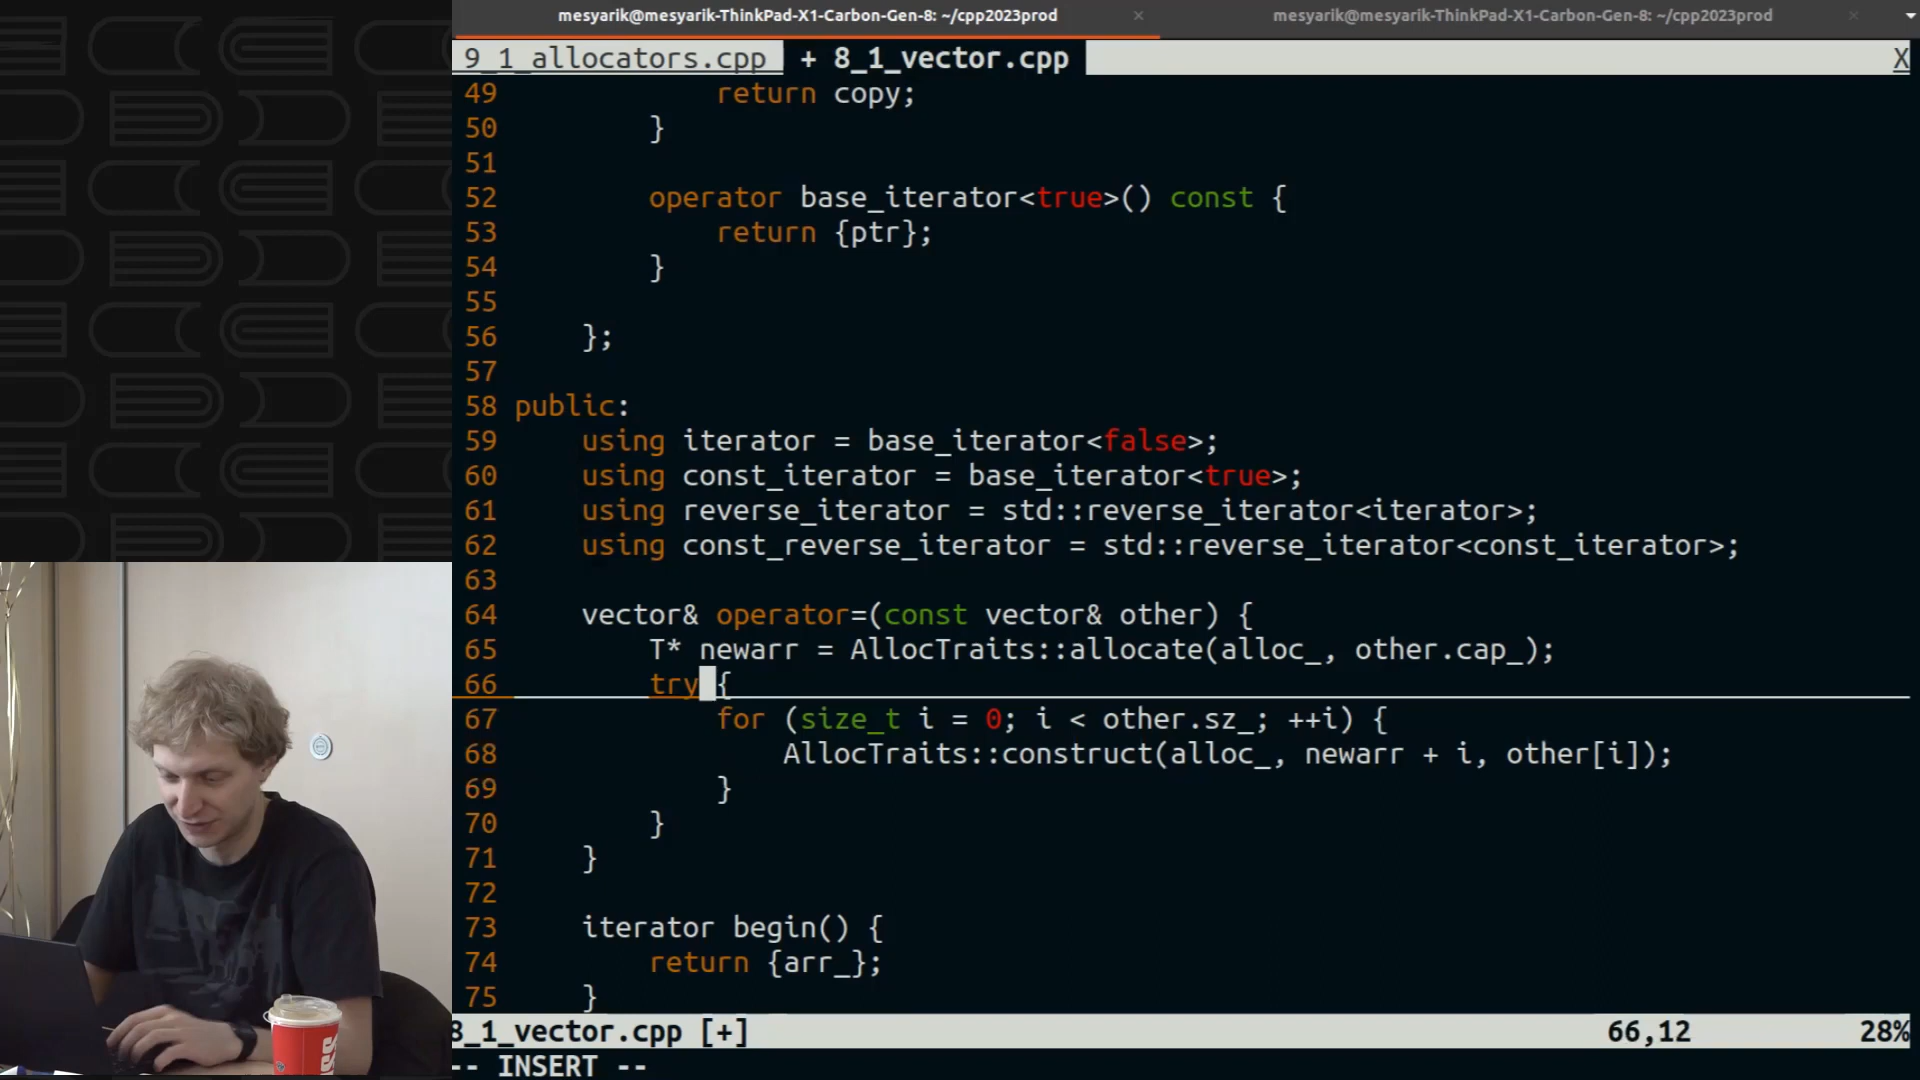 mesyarik@mesyarik-ThinkPad-X1-Carbon-Gen-8: ~/cpp2023prod × mesyarik@mesyarik-ThinkPad-X1-Carbon-Gen-8: ~/cpp2023prod ×
9_1_allocators.cpp + 8_1_vector.cpp X
49 return copy;
50 }
51
52 operator base_iterator<true>() const {
53 return {ptr};
54 }
55
56 };
57
58 public:
59 using iterator = base_iterator<false>;
60 using const_iterator = base_iterator<true>;
61 using reverse_iterator = std::reverse_iterator<iterator>;
62 using const_reverse_iterator = std::reverse_iterator<const_iterator>;
63
64 vector& operator=(const vector& other) {
65 T* newarr = AllocTraits::allocate(alloc_, other.cap_);
66 try {
67 for (size_t i = 0; i < other.sz_; ++i) {
68 AllocTraits::construct(alloc_, newarr + i, other[i]);
69 }
70 }
71 }
72
73 iterator begin() {
74 return {arr_};
75 }
8_1_vector.cpp [+] 66,12 28%
-- INSERT --